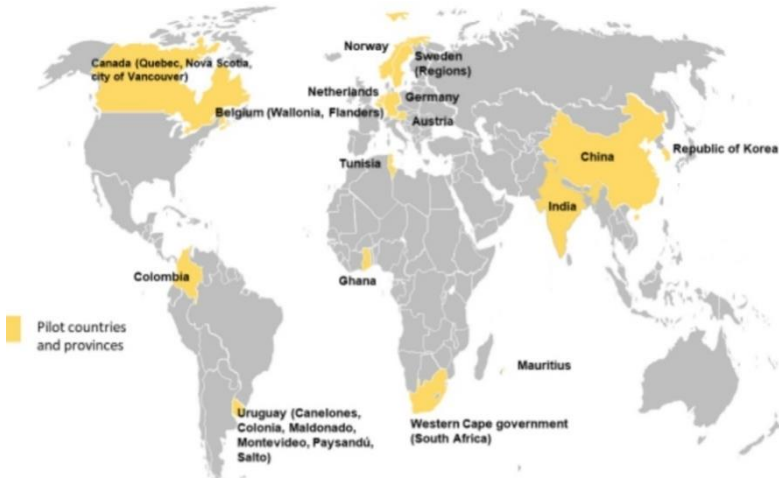 Canada (Quebec, Nova Scotia,
city of Vancouver)
Norway
Sweden
(Regions)
Netherlands
Germany
Belgium (Wallonia, Flanders)
Austria
Tunisia
China
Republic of Korea
India
Colombia
Ghana
Pilot countries
and provinces
Mauritius
Uruguay (Canelones,
Colonia, Maldonado,
Montevideo, Paysandú,
Salto)
Western Cape government
(South Africa)